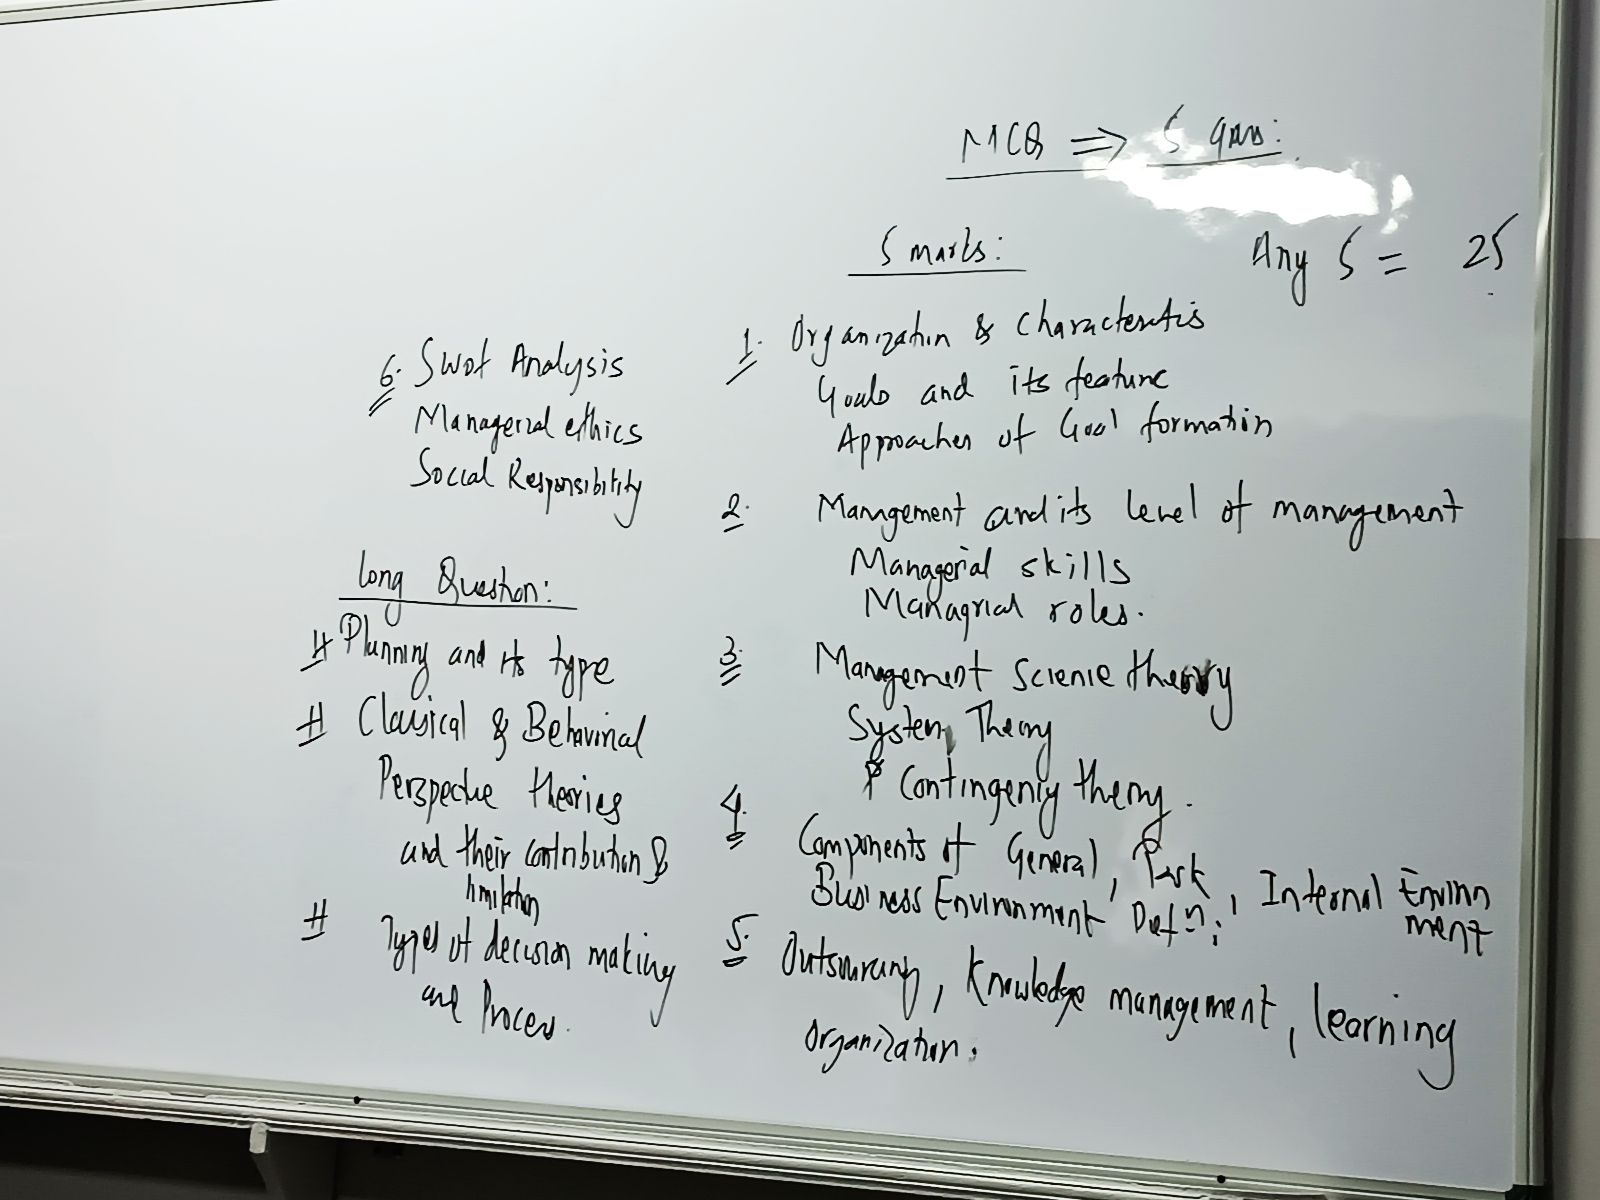 MCQ ⇒ 5 qns:
5 marks: Any 5 = 25
1. Organization & Characteristis
Goals and its feature
Approaches of Goal formation
2. Management and its level of management
Managerial skills
Managrial roles.
3. Management Science theory
System Theory
Contingency theory.
4. Components of General, Task, Internal Environment
Business Environment Defn:
5. Outsourcing, Knowledge management, learning
organization.
6. Swot Analysis
Managerial ethics
Social Responsibility
Long Question:
# Planning and its type
# Classical & Behavioral
Perspective theories
and their contribution &
limitation
# Types of decision making
and Process.